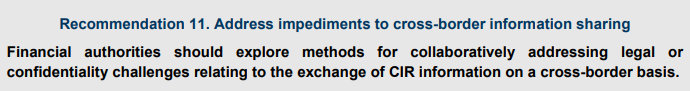 Recommendation 11. Address impediments to cross-border information sharing
Financial authorities should explore methods for collaboratively addressing legal or
confidentiality challenges relating to the exchange of CIR information on a cross-border basis.